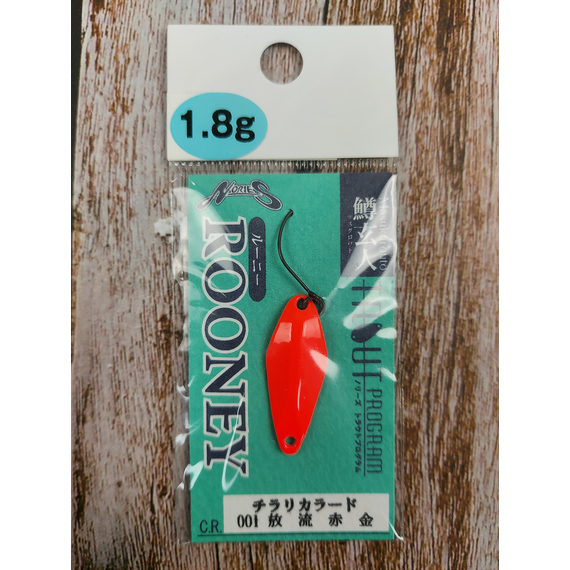 1.8g
NORIES
ROONEY
ルーニー
鱒
TROUT PROGRAM
ノリーズ トラウトプログラム
チラリカラード
001 放 流 赤 金
C.R.